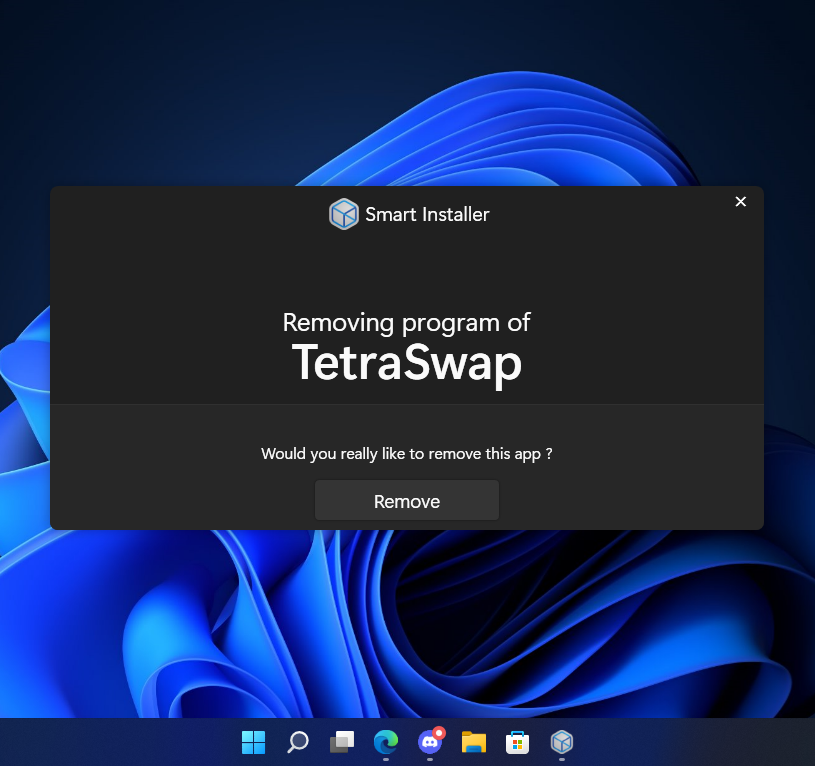 Smart Installer
Removing program of
TetraSwap
Would you really like to remove this app ?
Remove